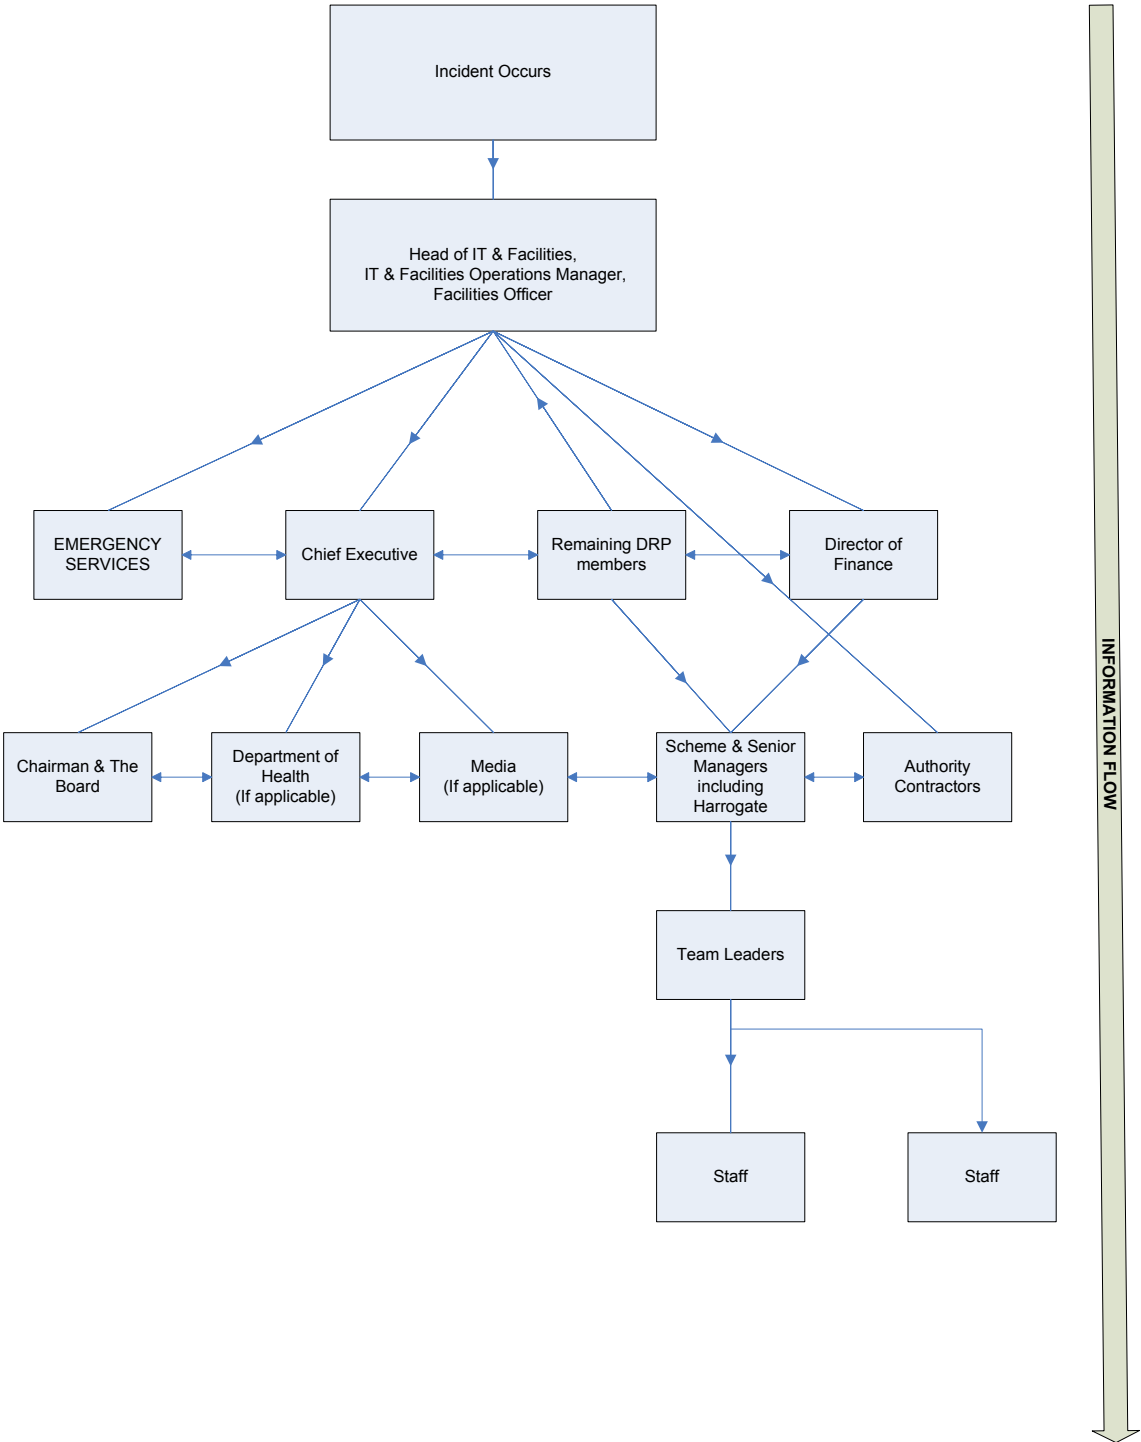 Incident Occurs
Head of IT & Facilities,
IT & Facilities Operations Manager,
Facilities Officer
EMERGENCY
SERVICES
Chief Executive
Remaining DRP
members
Director of
Finance
Chairman & The
Board
Department of
Health
(If applicable)
Media
(If applicable)
Scheme & Senior
Managers
including
Harrogate
Authority
Contractors
Team Leaders
Staff
Staff
INFORMATION FLOW